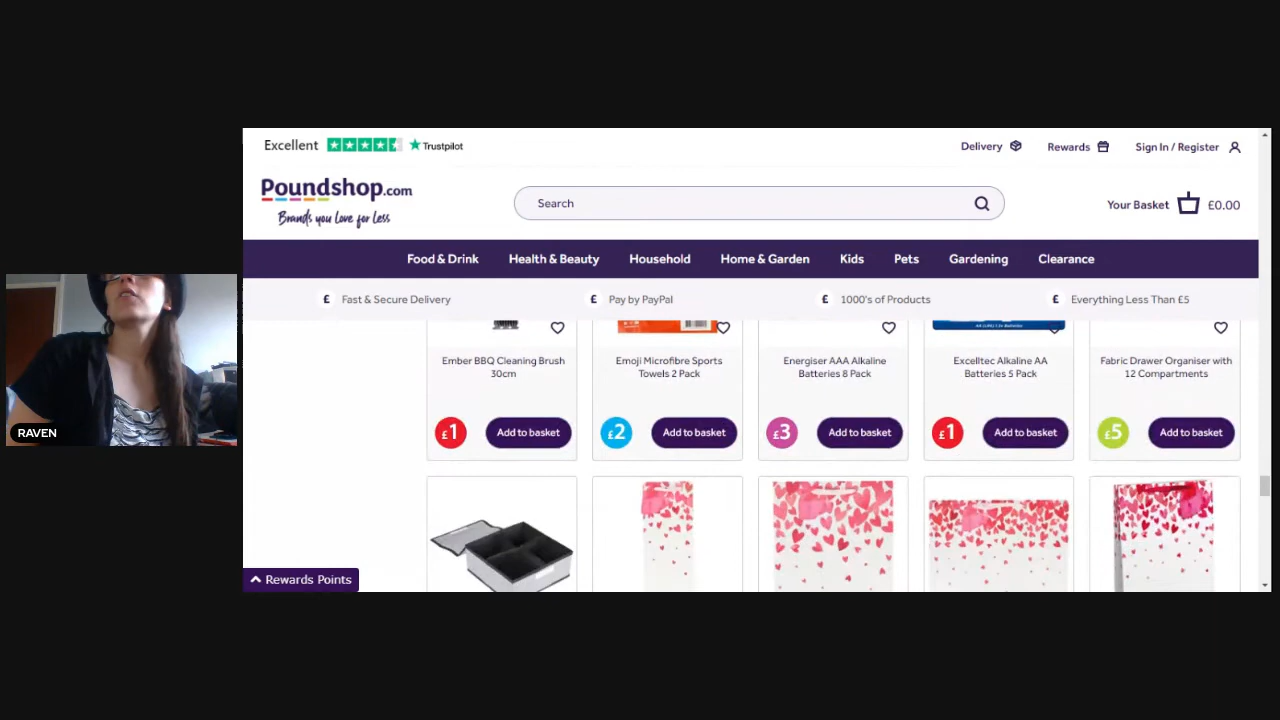 Excellent Trustpilot
Delivery Rewards Sign In / Register
Poundshop.com
Brands you Love for Less
Search
Your Basket £0.00
Food & Drink Health & Beauty Household Home & Garden Kids Pets Gardening Clearance
£ Fast & Secure Delivery £ Pay by PayPal £ 1000's of Products £ Everything Less Than £5
Ember BBQ Cleaning Brush
30cm
£1 Add to basket
Emoji Microfibre Sports
Towels 2 Pack
£2 Add to basket
Energiser AAA Alkaline
Batteries 8 Pack
£3 Add to basket
Excelltec Alkaline AA
Batteries 5 Pack
£1 Add to basket
Fabric Drawer Organiser with
12 Compartments
£5 Add to basket
Rewards Points
RAVEN